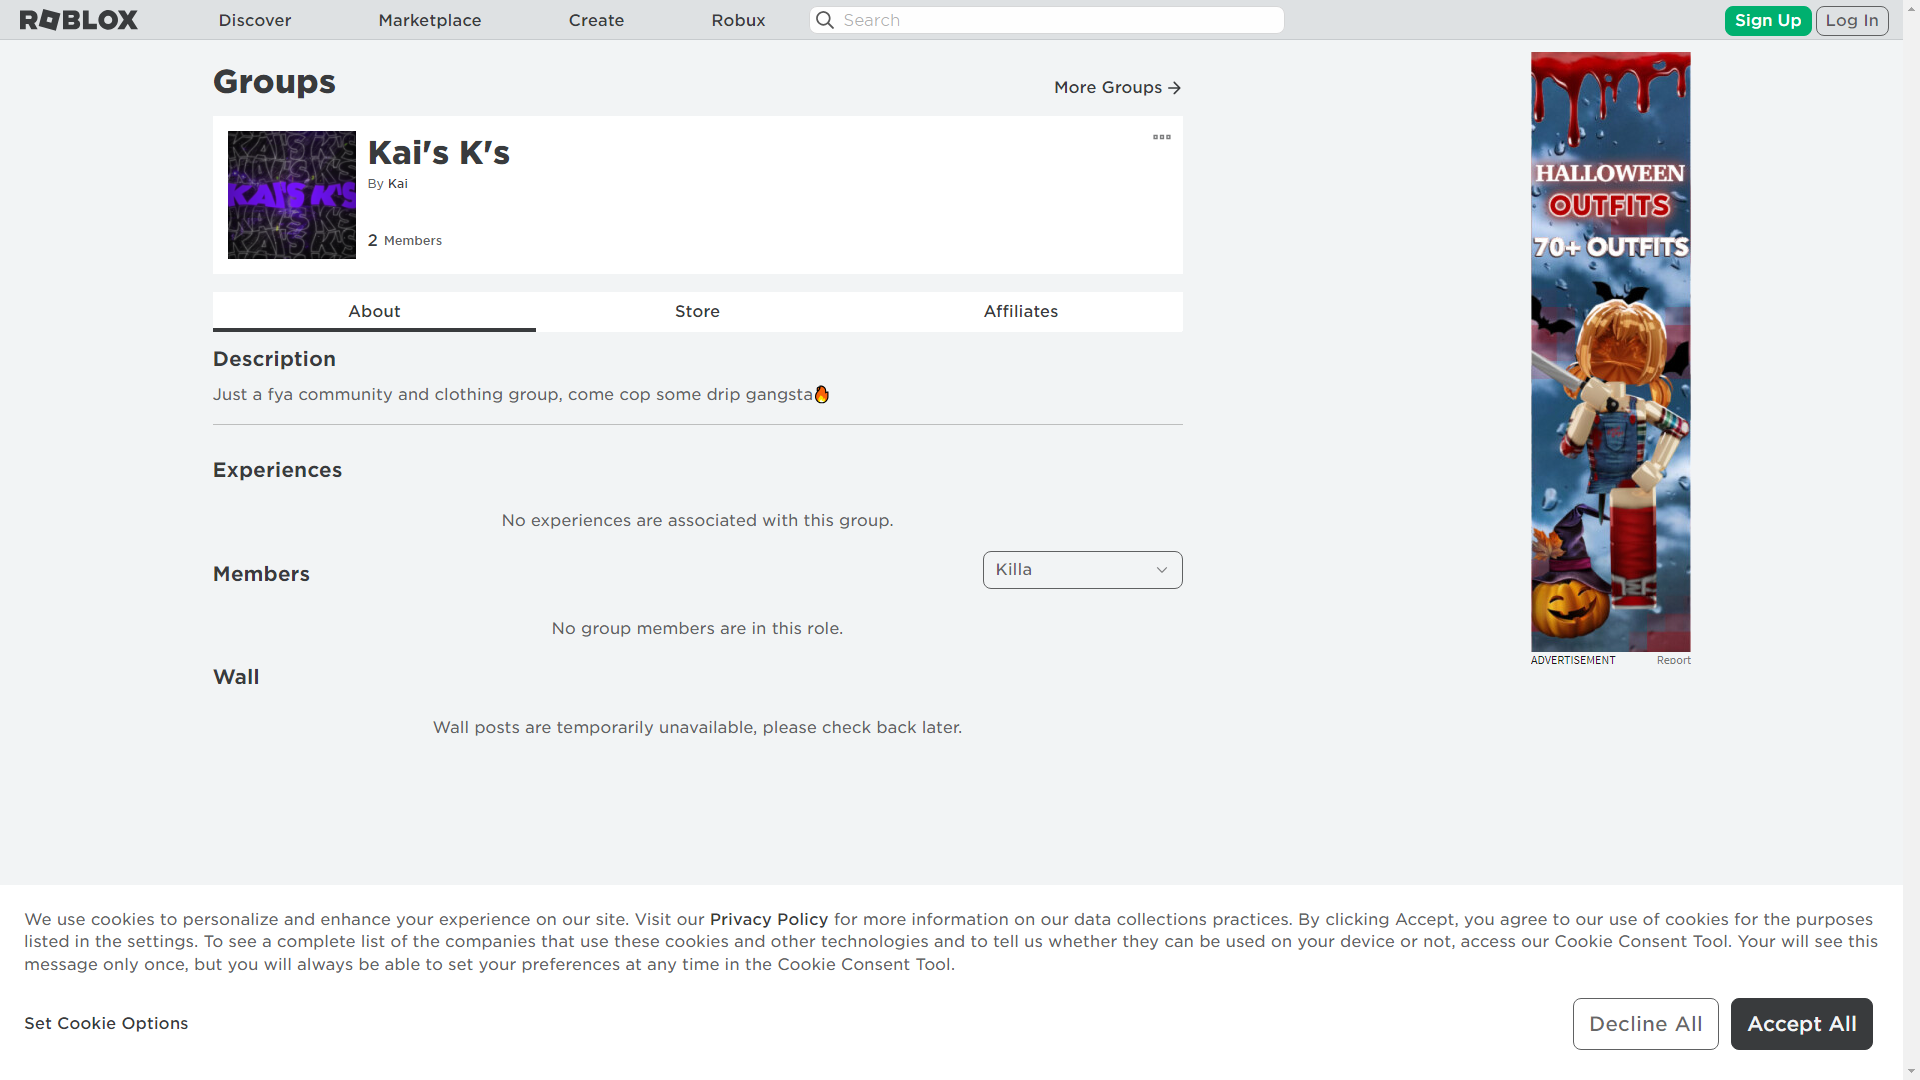 ROBLOX
Discover
Marketplace
Create
Robux
Search
Sign Up
Log In
Groups
More Groups
KAI'S K'S
Kai's K's
By Kai
2 Members
About
Store
Affiliates
Description
Just a fya community and clothing group, come cop some drip gangsta🔥
Experiences
No experiences are associated with this group.
Members
Killa
No group members are in this role.
Wall
Wall posts are temporarily unavailable, please check back later.
HALLOWEEN
OUTFITS
70+ OUTFITS
ADVERTISEMENT
Report
We use cookies to personalize and enhance your experience on our site. Visit our Privacy Policy for more information on our data collections practices. By clicking Accept, you agree to our use of cookies for the purposes
listed in the settings. To see a complete list of the companies that use these cookies and other technologies and to tell us whether they can be used on your device or not, access our Cookie Consent Tool. Your will see this
message only once, but you will always be able to set your preferences at any time in the Cookie Consent Tool.
Set Cookie Options
Decline All
Accept All